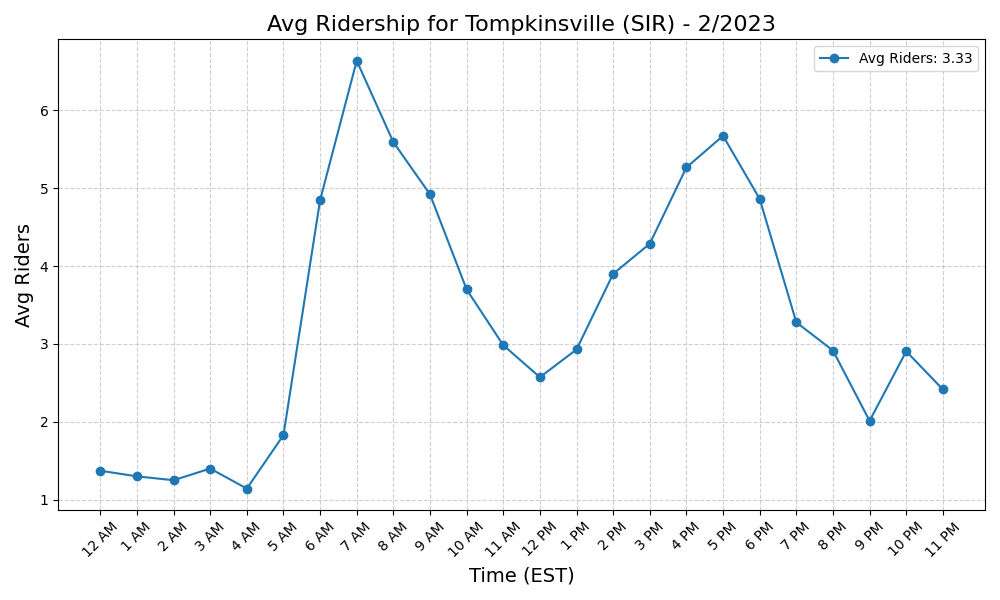 Avg Ridership for Tompkinsville (SIR) - 2/2023
Avg Riders: 3.33
Avg Riders
6
5
4
3
2
1
12 AM
1 AM
2 AM
3 AM
4 AM
5 AM
6 AM
7 AM
8 AM
9 AM
10 AM
11 AM
12 PM
1 PM
2 PM
3 PM
4 PM
5 PM
6 PM
7 PM
8 PM
9 PM
10 PM
11 PM
Time (EST)